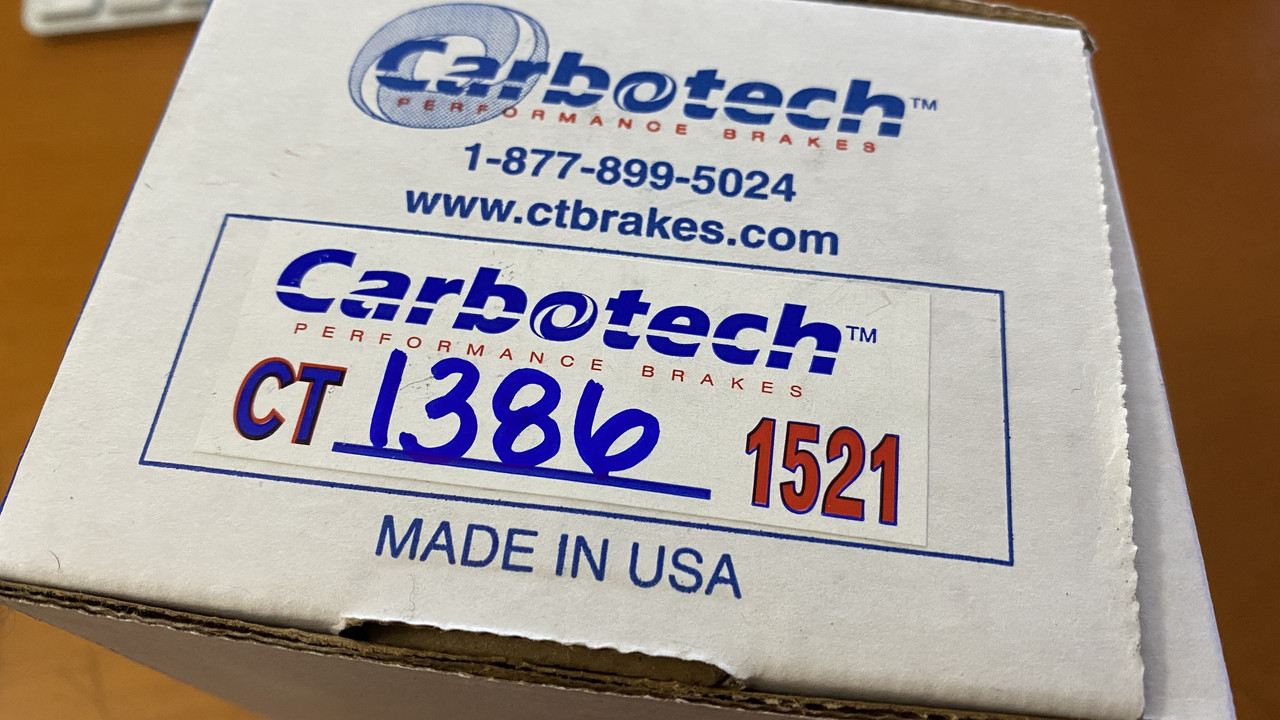 Carbotech™
PERFORMANCE BRAKES
1-877-899-5024
www.ctbrakes.com
Carbotech™
PERFORMANCE BRAKES
CT 1386 1521
MADE IN USA